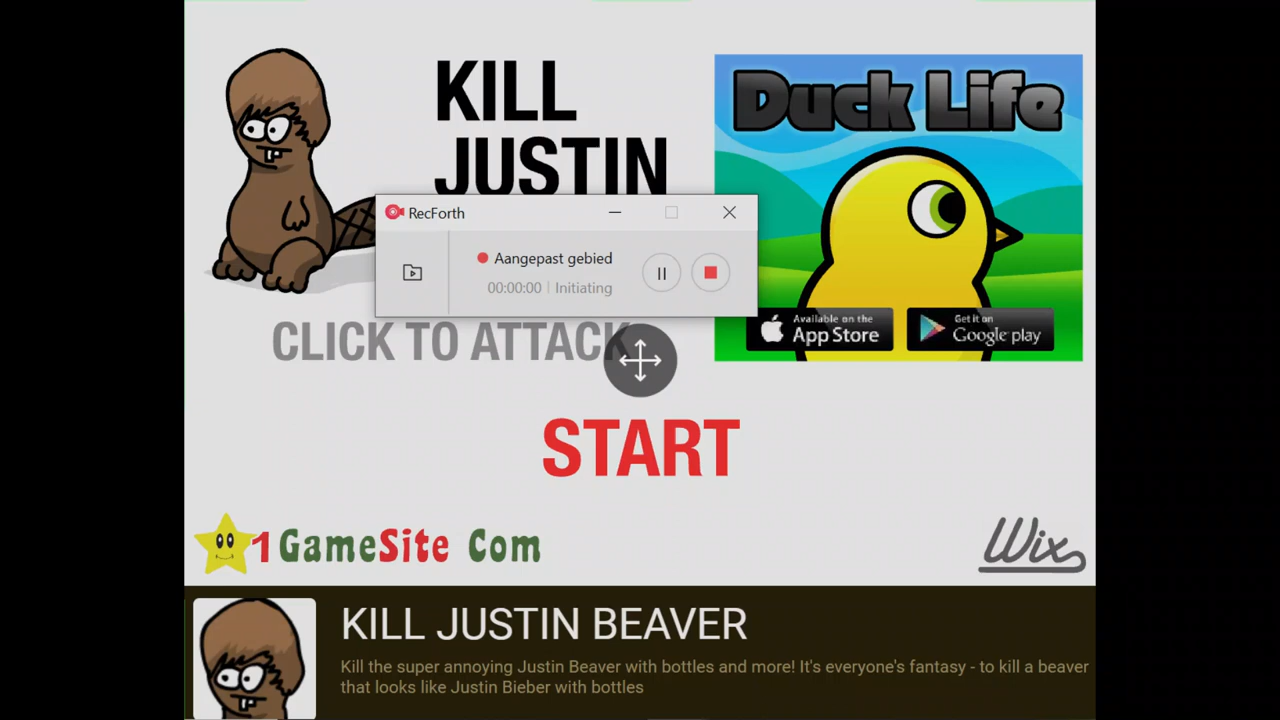 KILL
JUSTIN
Duck Life
RecForth
Aangepast gebied
00:00:00 | Initiating
Available on the
App Store
Get it on
Google play
CLICK TO ATTACK
START
1 GameSite Com
Wix
KILL JUSTIN BEAVER
Kill the super annoying Justin Beaver with bottles and more! It's everyone's fantasy - to kill a beaver
that looks like Justin Bieber with bottles